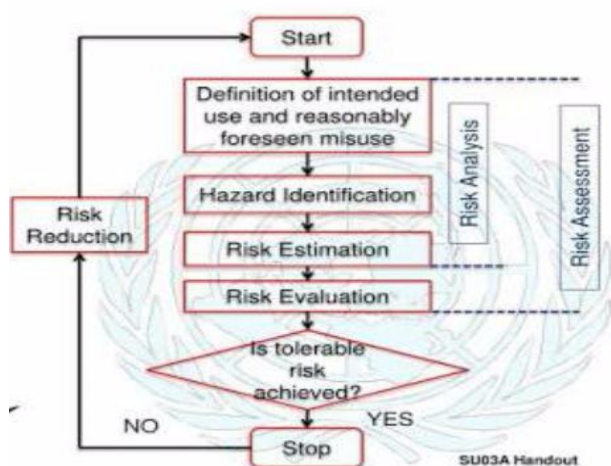 Start
Definition of intended
use and reasonably
foreseen misuse
Hazard Identification
Risk Estimation
Risk Evaluation
Is tolerable
risk
achieved?
NO
YES
Stop
Risk
Reduction
Risk Analysis
Risk Assessment
SU03A Handout